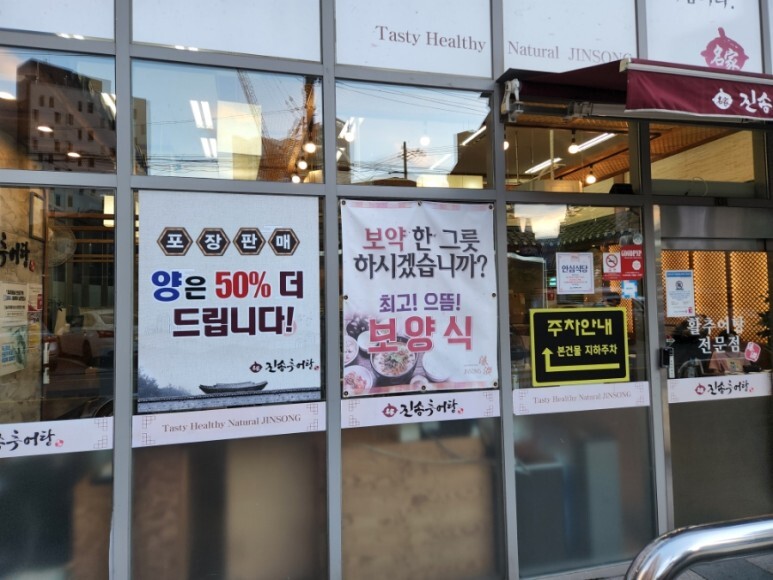 Tasty Healthy Natural JINSONG
名家
진송
포장판매
양은 50% 더
드립니다!
진송추어탕
Tasty Healthy Natural JINSONG
보약 한 그릇
하시겠습니까?
최고! 으뜸!
보양식
진송추어탕
안심식당
주차안내
본건물 지하주차
Tasty Healthy Natural JINSONG
활추어탕
전문점
진송추어탕
송추어탕